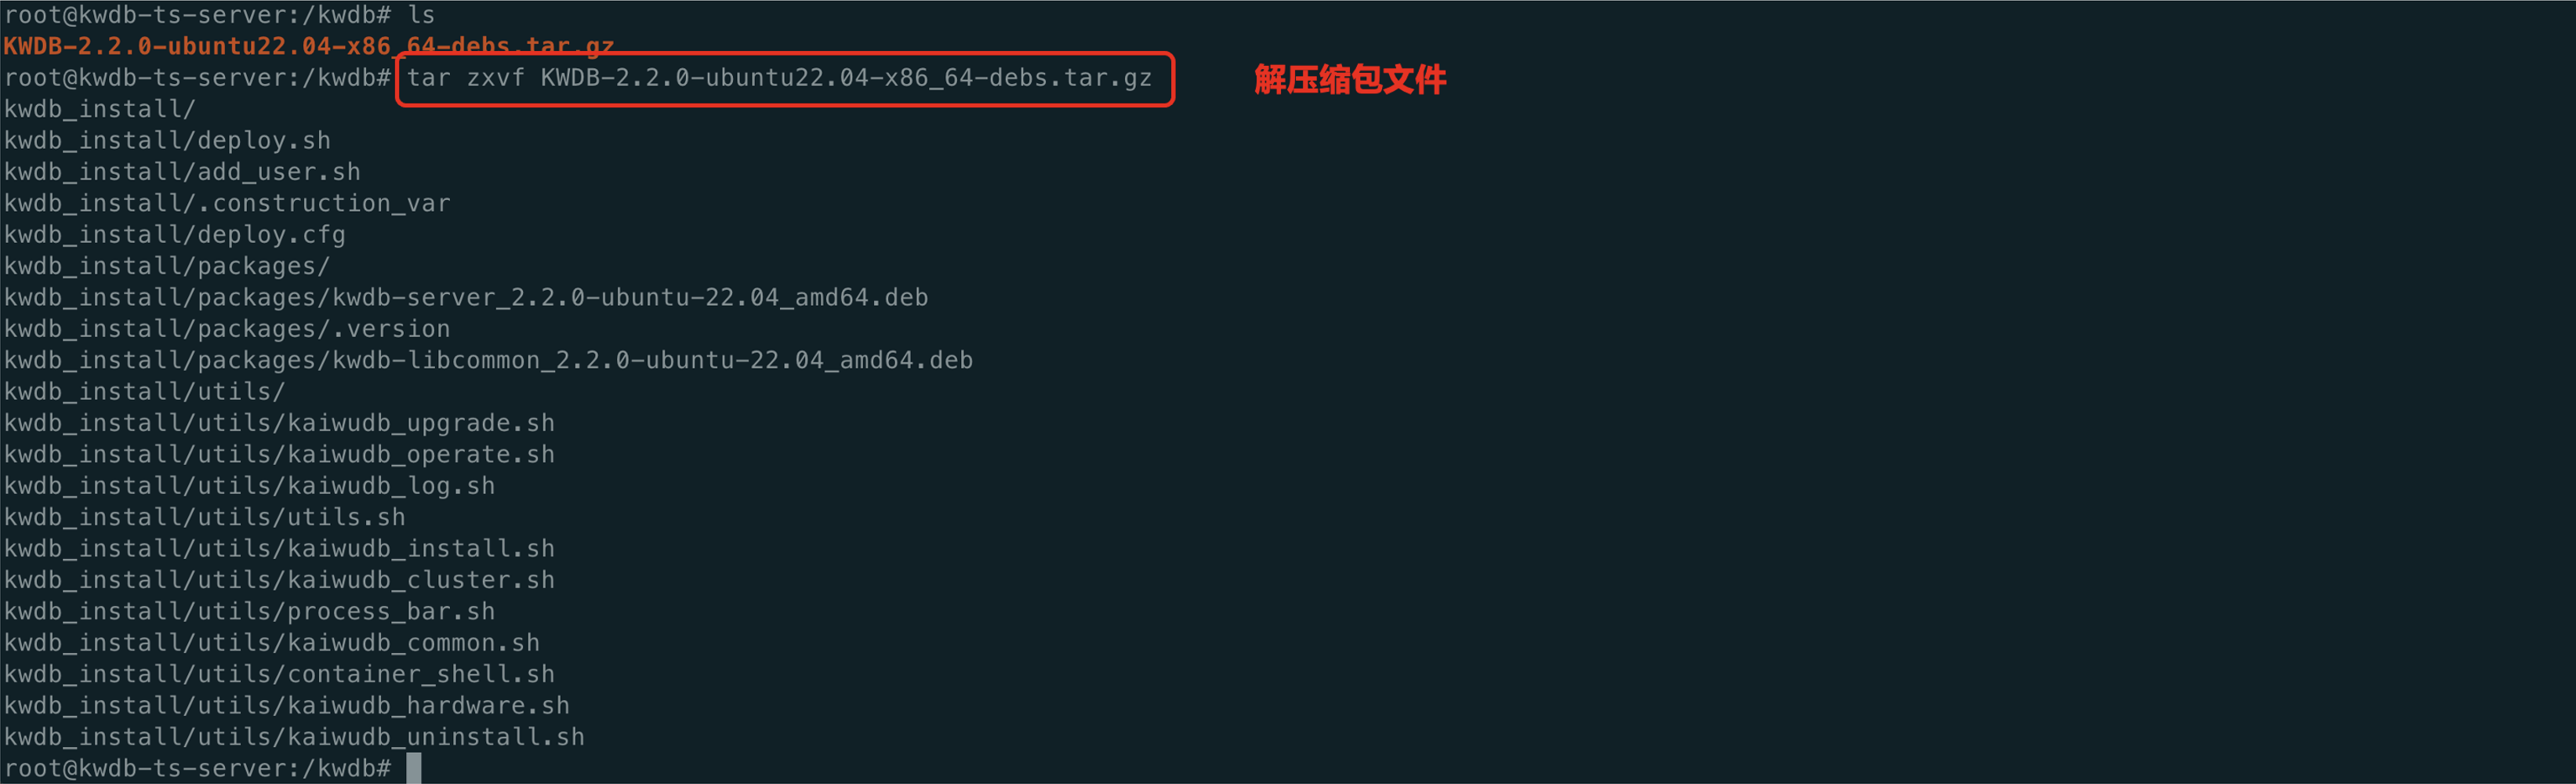 root@kwdb-ts-server:/kwdb# ls
KWDB-2.2.0-ubuntu22.04-x86_64-debs.tar.gz
root@kwdb-ts-server:/kwdb# tar zxvf KWDB-2.2.0-ubuntu22.04-x86_64-debs.tar.gz 解压缩包文件
kwdb_install/
kwdb_install/deploy.sh
kwdb_install/add_user.sh
kwdb_install/.construction_var
kwdb_install/deploy.cfg
kwdb_install/packages/
kwdb_install/packages/kwdb-server_2.2.0-ubuntu-22.04_amd64.deb
kwdb_install/packages/.version
kwdb_install/packages/kwdb-libcommon_2.2.0-ubuntu-22.04_amd64.deb
kwdb_install/utils/
kwdb_install/utils/kaiwudb_upgrade.sh
kwdb_install/utils/kaiwudb_operate.sh
kwdb_install/utils/kaiwudb_log.sh
kwdb_install/utils/utils.sh
kwdb_install/utils/kaiwudb_install.sh
kwdb_install/utils/kaiwudb_cluster.sh
kwdb_install/utils/process_bar.sh
kwdb_install/utils/kaiwudb_common.sh
kwdb_install/utils/container_shell.sh
kwdb_install/utils/kaiwudb_hardware.sh
kwdb_install/utils/kaiwudb_uninstall.sh
root@kwdb-ts-server:/kwdb#